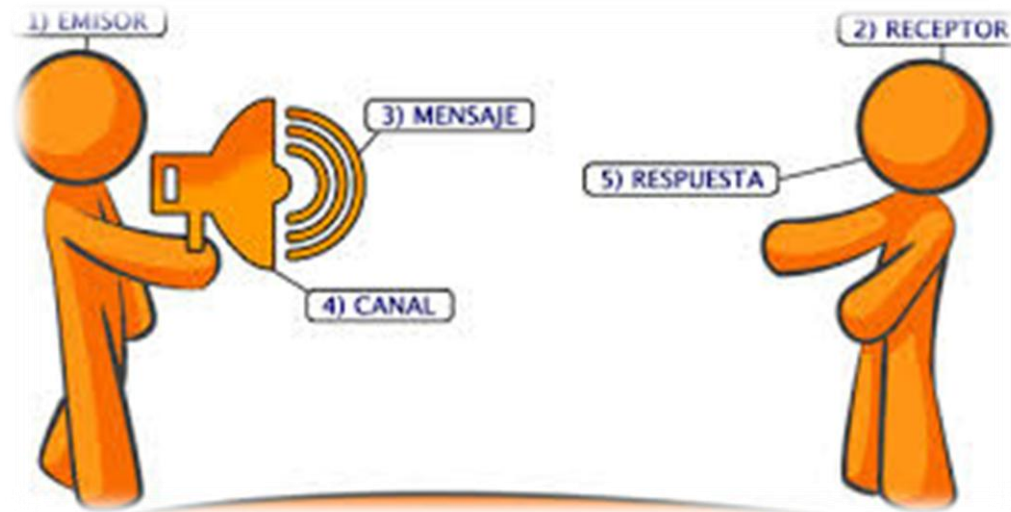 1) EMISOR
2) RECEPTOR
3) MENSAJE
5) RESPUESTA
4) CANAL